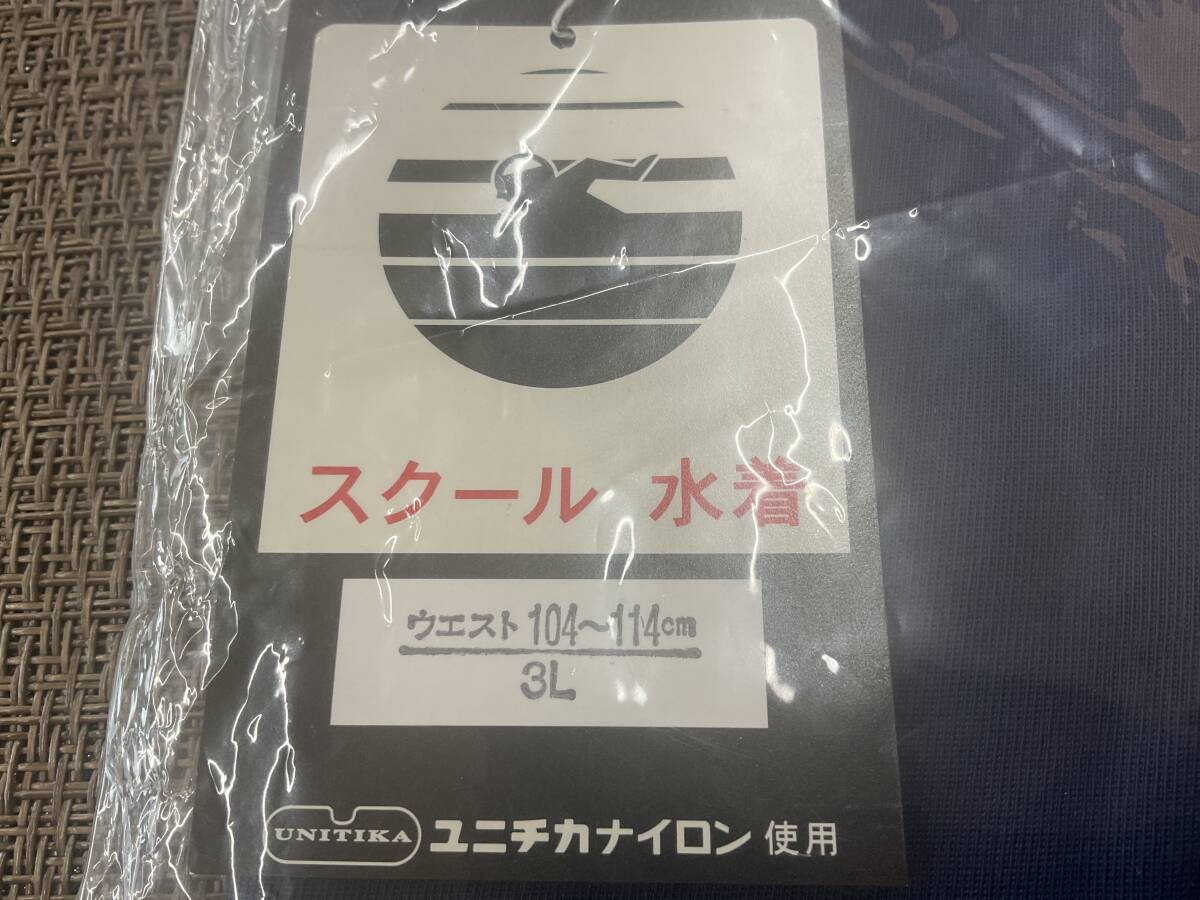 スクール 水着
ウエスト 104〜114cm
3L
UNITIKA ユニチカナイロン 使用